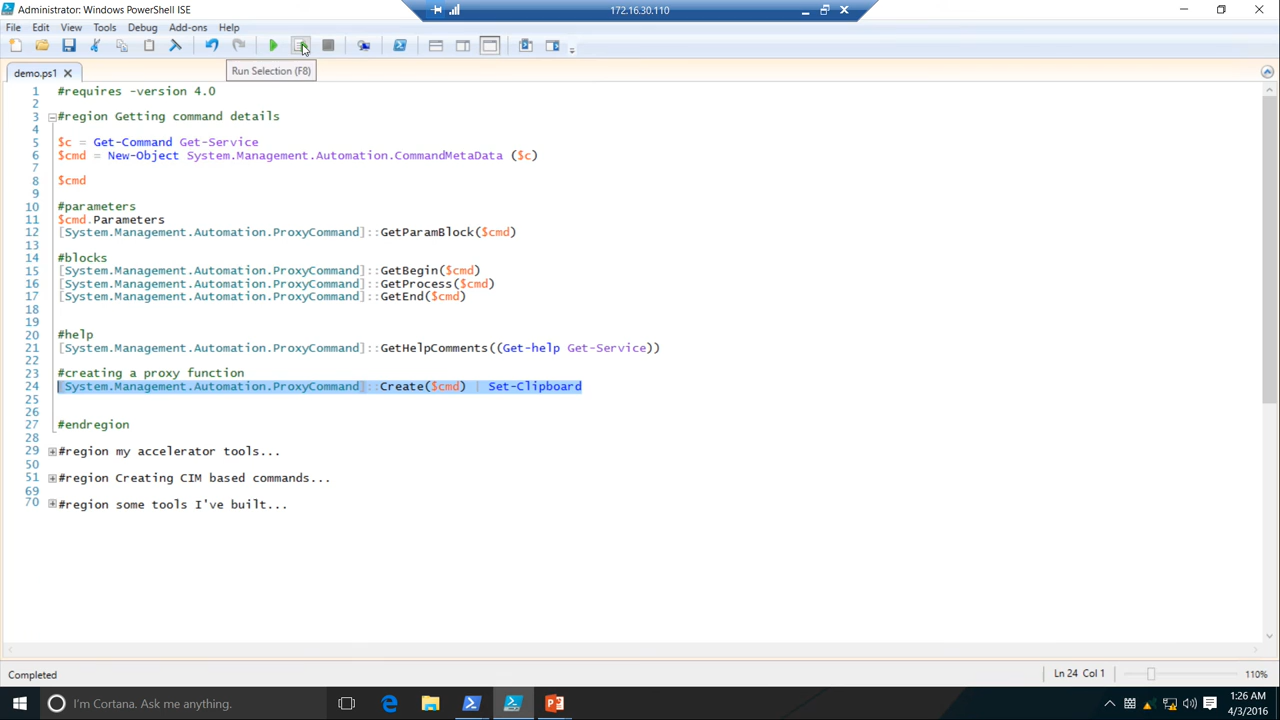 Administrator: Windows PowerShell ISE
172.16.30.110
File Edit View Tools Debug Add-ons Help
demo.ps1
Run Selection (F8)
1 #requires -version 4.0
2
3 #region Getting command details
4
5 $c = Get-Command Get-Service
6 $cmd = New-Object System.Management.Automation.CommandMetaData ($c)
7
8 $cmd
9
10 #parameters
11 $cmd.Parameters
12 [System.Management.Automation.ProxyCommand]::GetParamBlock($cmd)
13
14 #blocks
15 [System.Management.Automation.ProxyCommand]::GetBegin($cmd)
16 [System.Management.Automation.ProxyCommand]::GetProcess($cmd)
17 [System.Management.Automation.ProxyCommand]::GetEnd($cmd)
18
19
20 #help
21 [System.Management.Automation.ProxyCommand]::GetHelpComments((Get-help Get-Service))
22
23 #creating a proxy function
24 [System.Management.Automation.ProxyCommand]::Create($cmd) | Set-Clipboard
25
26
27 #endregion
28
29 #region my accelerator tools...
50
51 #region Creating CIM based commands...
69
70 #region some tools I've built...
Completed
Ln 24 Col 1
110%
I'm Cortana. Ask me anything.
1:26 AM
4/3/2016